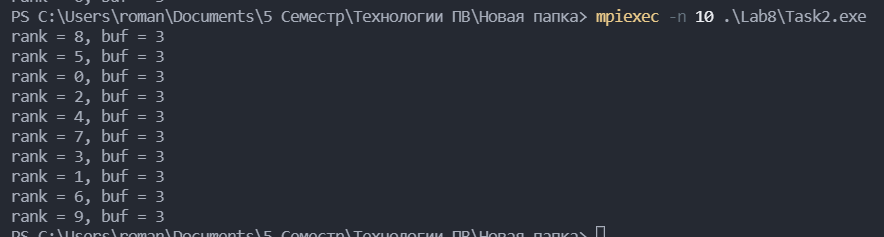 PS C:\Users\roman\Documents\5 Семестр\Технологии ПВ\Новая папка> mpiexec -n 10 .\Lab8\Task2.exe
rank = 8, buf = 3
rank = 5, buf = 3
rank = 0, buf = 3
rank = 2, buf = 3
rank = 4, buf = 3
rank = 7, buf = 3
rank = 3, buf = 3
rank = 1, buf = 3
rank = 6, buf = 3
rank = 9, buf = 3
PS C:\Users\roman\Documents\5 Семестр\Технологии ПВ\Новая папка>